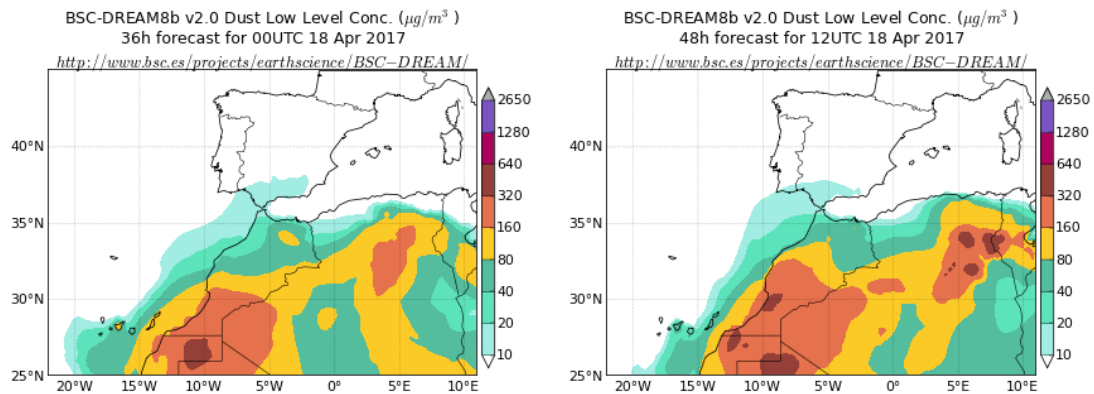 BSC-DREAM8b v2.0 Dust Low Level Conc. (μg/m³ )
36h forecast for 00UTC 18 Apr 2017
http://www.bsc.es/projects/earthscience/BSC−DREAM/
40°N
35°N
30°N
25°N
20°W 15°W 10°W 5°W 0° 5°E 10°E
2650
1280
640
320
160
80
40
20
10
BSC-DREAM8b v2.0 Dust Low Level Conc. (μg/m³ )
48h forecast for 12UTC 18 Apr 2017
http://www.bsc.es/projects/earthscience/BSC−DREAM/
40°N
35°N
30°N
25°N
20°W 15°W 10°W 5°W 0° 5°E 10°E
2650
1280
640
320
160
80
40
20
10